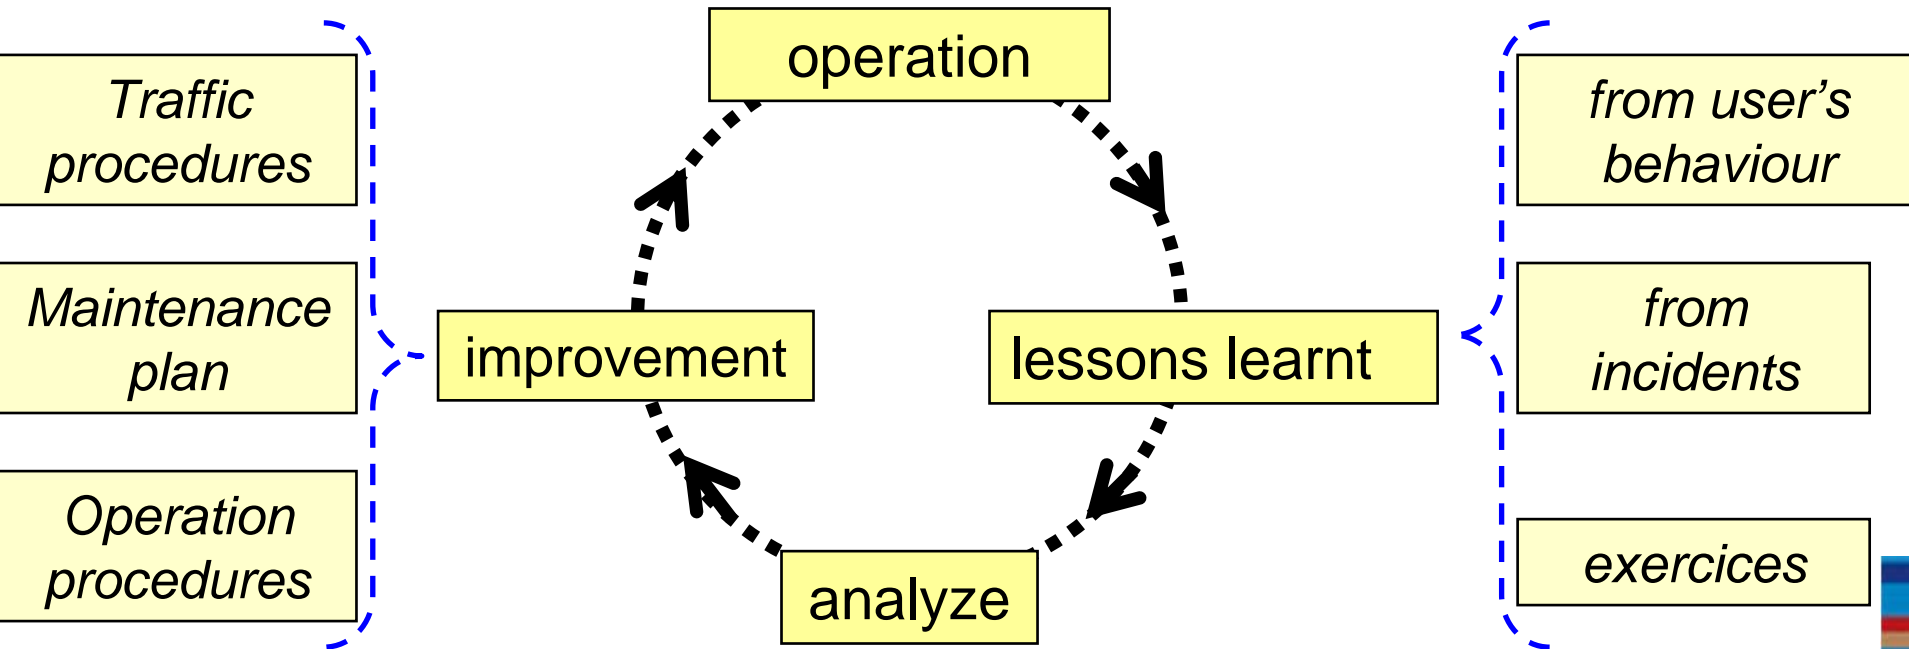 operation
Traffic
procedures
from user’s
behaviour
Maintenance
plan
improvement
lessons learnt
from
incidents
Operation
procedures
analyze
exercices